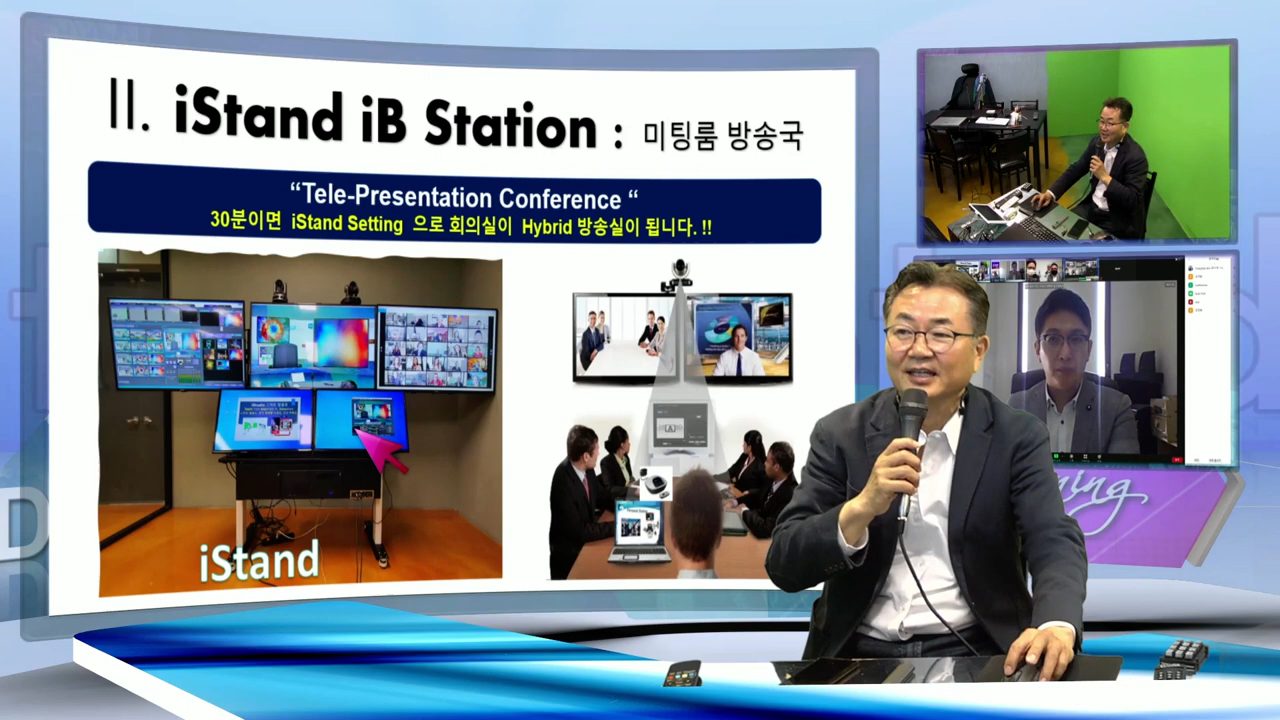 II. iStand iB Station : 미팅룸 방송국
“Tele-Presentation Conference “
30분이면 iStand Setting 으로 회의실이 Hybrid 방송실이 됩니다. !!
iStand
ning